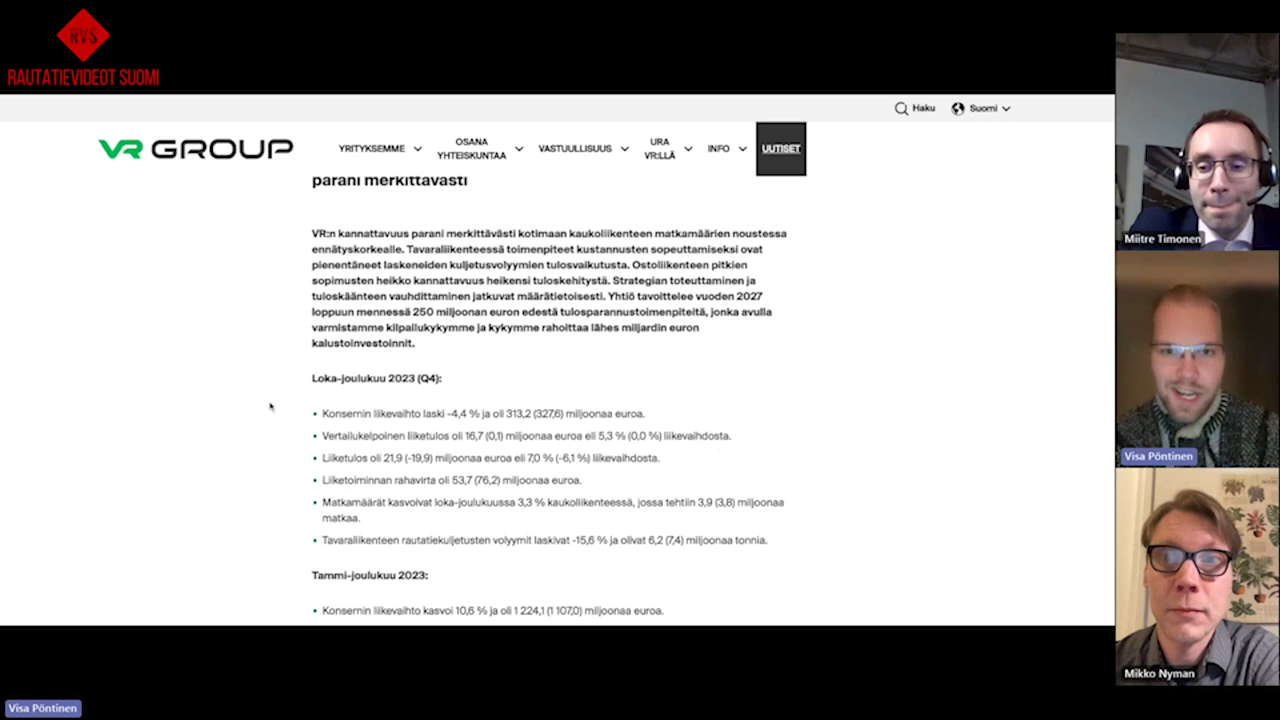 RVS
RAUTATIEVIDEOT SUOMI
Haku
Suomi
VR GROUP
YRITYKSEMME
OSANA
YHTEISKUNTAA
VASTUULLISUUS
URA
VR:LLÄ
INFO
UUTISET
parani merkittävästi
VR:n kannattavuus parani merkittävästi kotimaan kaukoliikenteen matkamäärien noustessa
ennätyskorkealle. Tavaraliikenteessä toimenpiteet kustannusten sopeuttamiseksi ovat
pienentäneet laskeneiden kuljetusvolyymien tulosvaikutusta. Ostoliikenteen pitkien
sopimusten heikko kannattavuus heikensi tuloskehitystä. Strategian toteuttaminen ja
tuloskäänteen vauhdittaminen jatkuvat määrätietoisesti. Yhtiö tavoittelee vuoden 2027
loppuun mennessä 250 miljoonan euron edestä tulosparannustoimenpiteitä, jonka avulla
varmistamme kilpailukykymme ja kykymme rahoittaa lähes miljardin euron
kalustoinvestoinnit.
Loka-joulukuu 2023 (Q4):
• Konsernin liikevaihto laski -4,4 % ja oli 313,2 (327,6) miljoonaa euroa.
• Vertailukelpoinen liiketulos oli 16,7 (0,1) miljoonaa euroa eli 5,3 % (0,0 %) liikevaihdosta.
• Liiketulos oli 21,9 (-19,9) miljoonaa euroa eli 7,0 % (-6,1 %) liikevaihdosta.
• Liiketoiminnan rahavirta oli 53,7 (76,2) miljoonaa euroa.
• Matkamäärät kasvoivat loka-joulukuussa 3,3 % kaukoliikenteessä, jossa tehtiin 3,9 (3,8) miljoonaa
matkaa.
• Tavaraliikenteen rautatiekuljetusten volyymit laskivat -15,6 % ja olivat 6,2 (7,4) miljoonaa tonnia.
Tammi-joulukuu 2023:
• Konsernin liikevaihto kasvoi 10,6 % ja oli 1 224,1 (1 107,0) miljoonaa euroa.
Miitre Timonen
Visa Pöntinen
Mikko Nyman
Visa Pöntinen